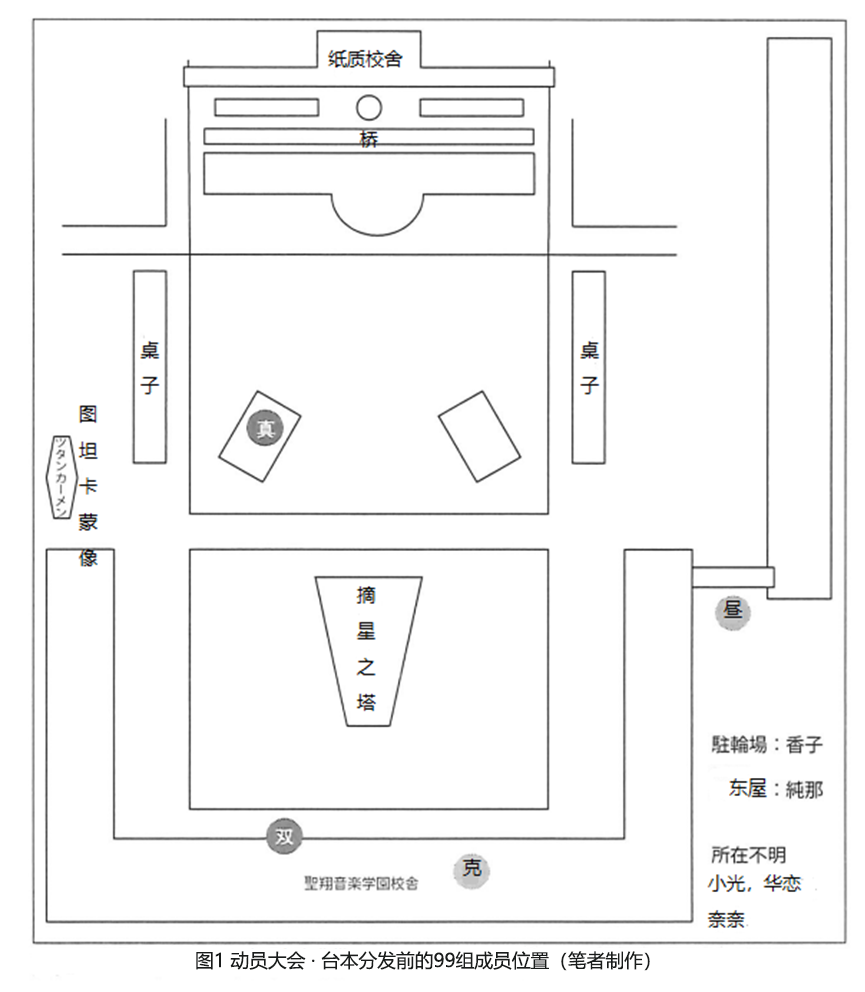 纸质校舍
桥
桌子
桌子
真
图坦卡蒙像
ツタンカーメン
摘星之塔
昼
駐輪場：香子
东屋：純那
双
克
聖翔音楽学園校舎
所在不明
小光，华恋
奈奈
图1 动员大会 · 台本分发前的99组成员位置（笔者制作）